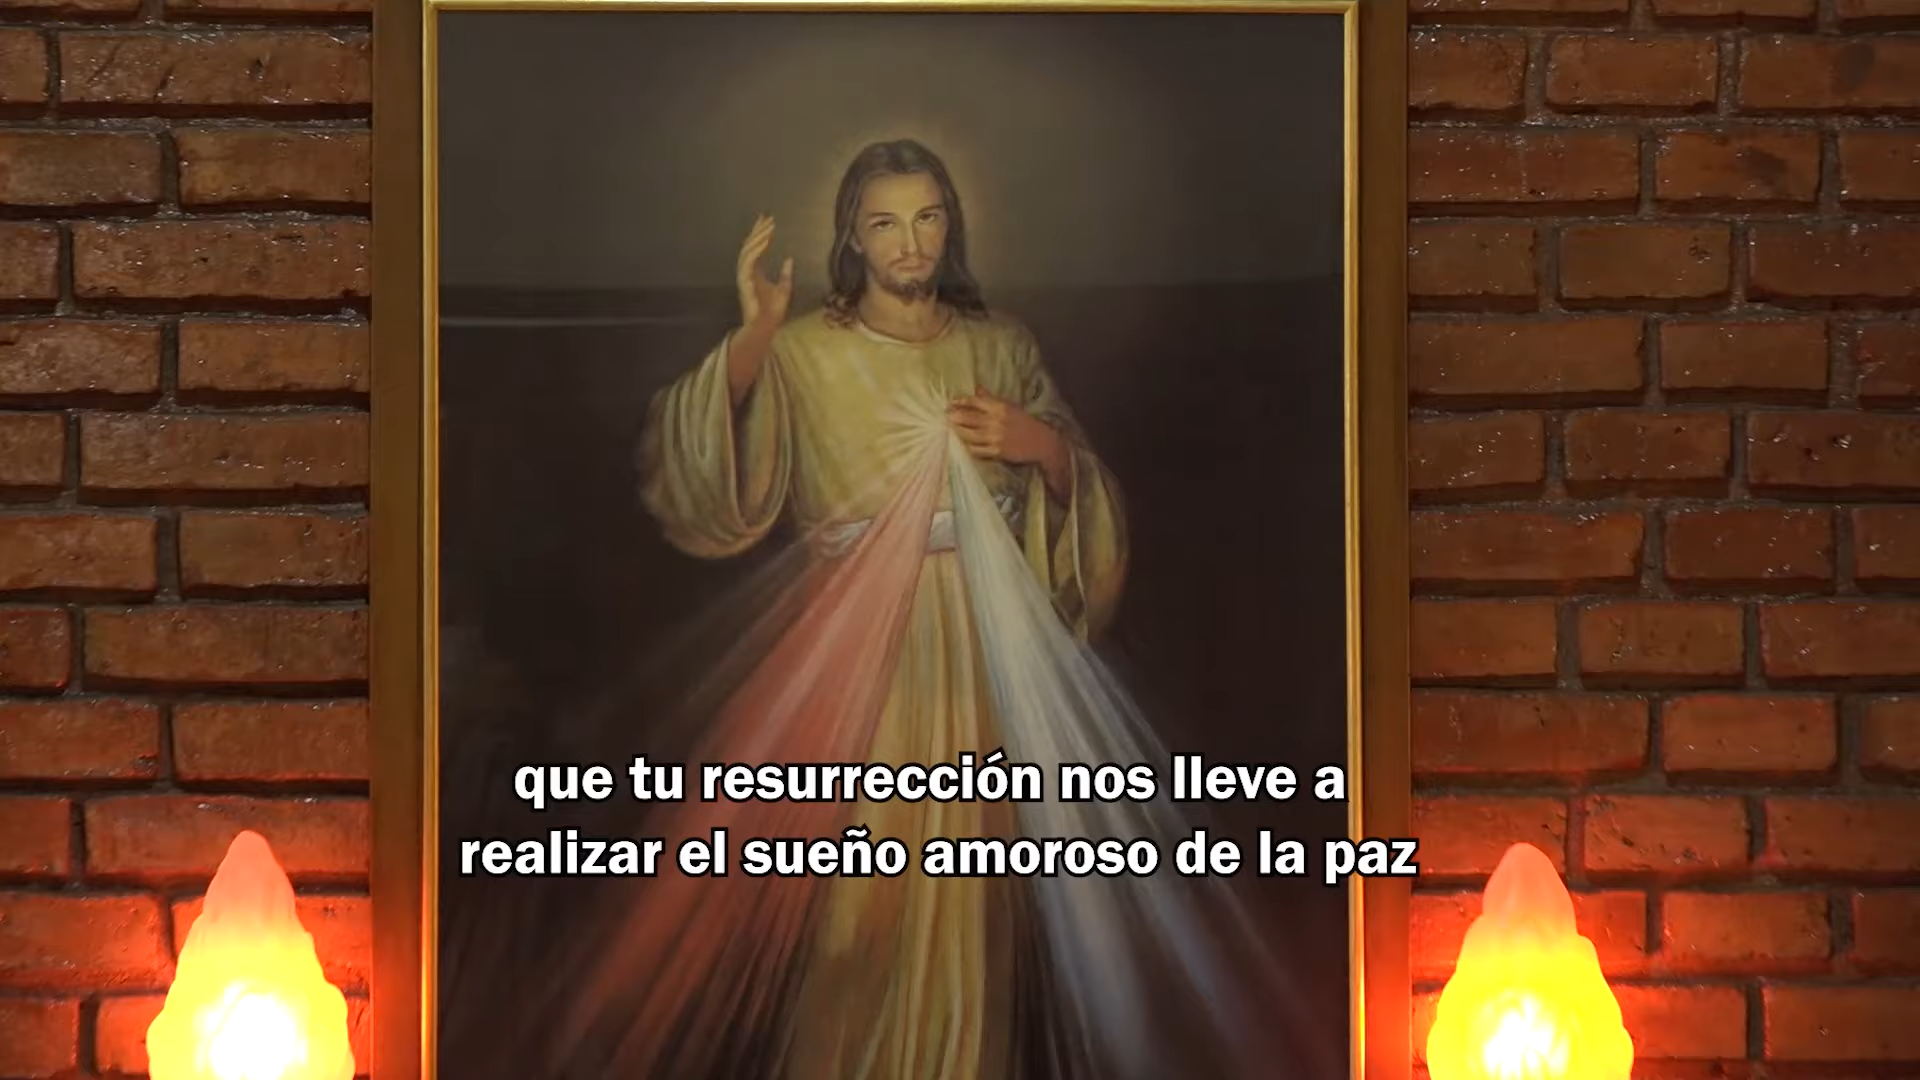 que tu resurrección nos lleve a
realizar el sueño amoroso de la paz